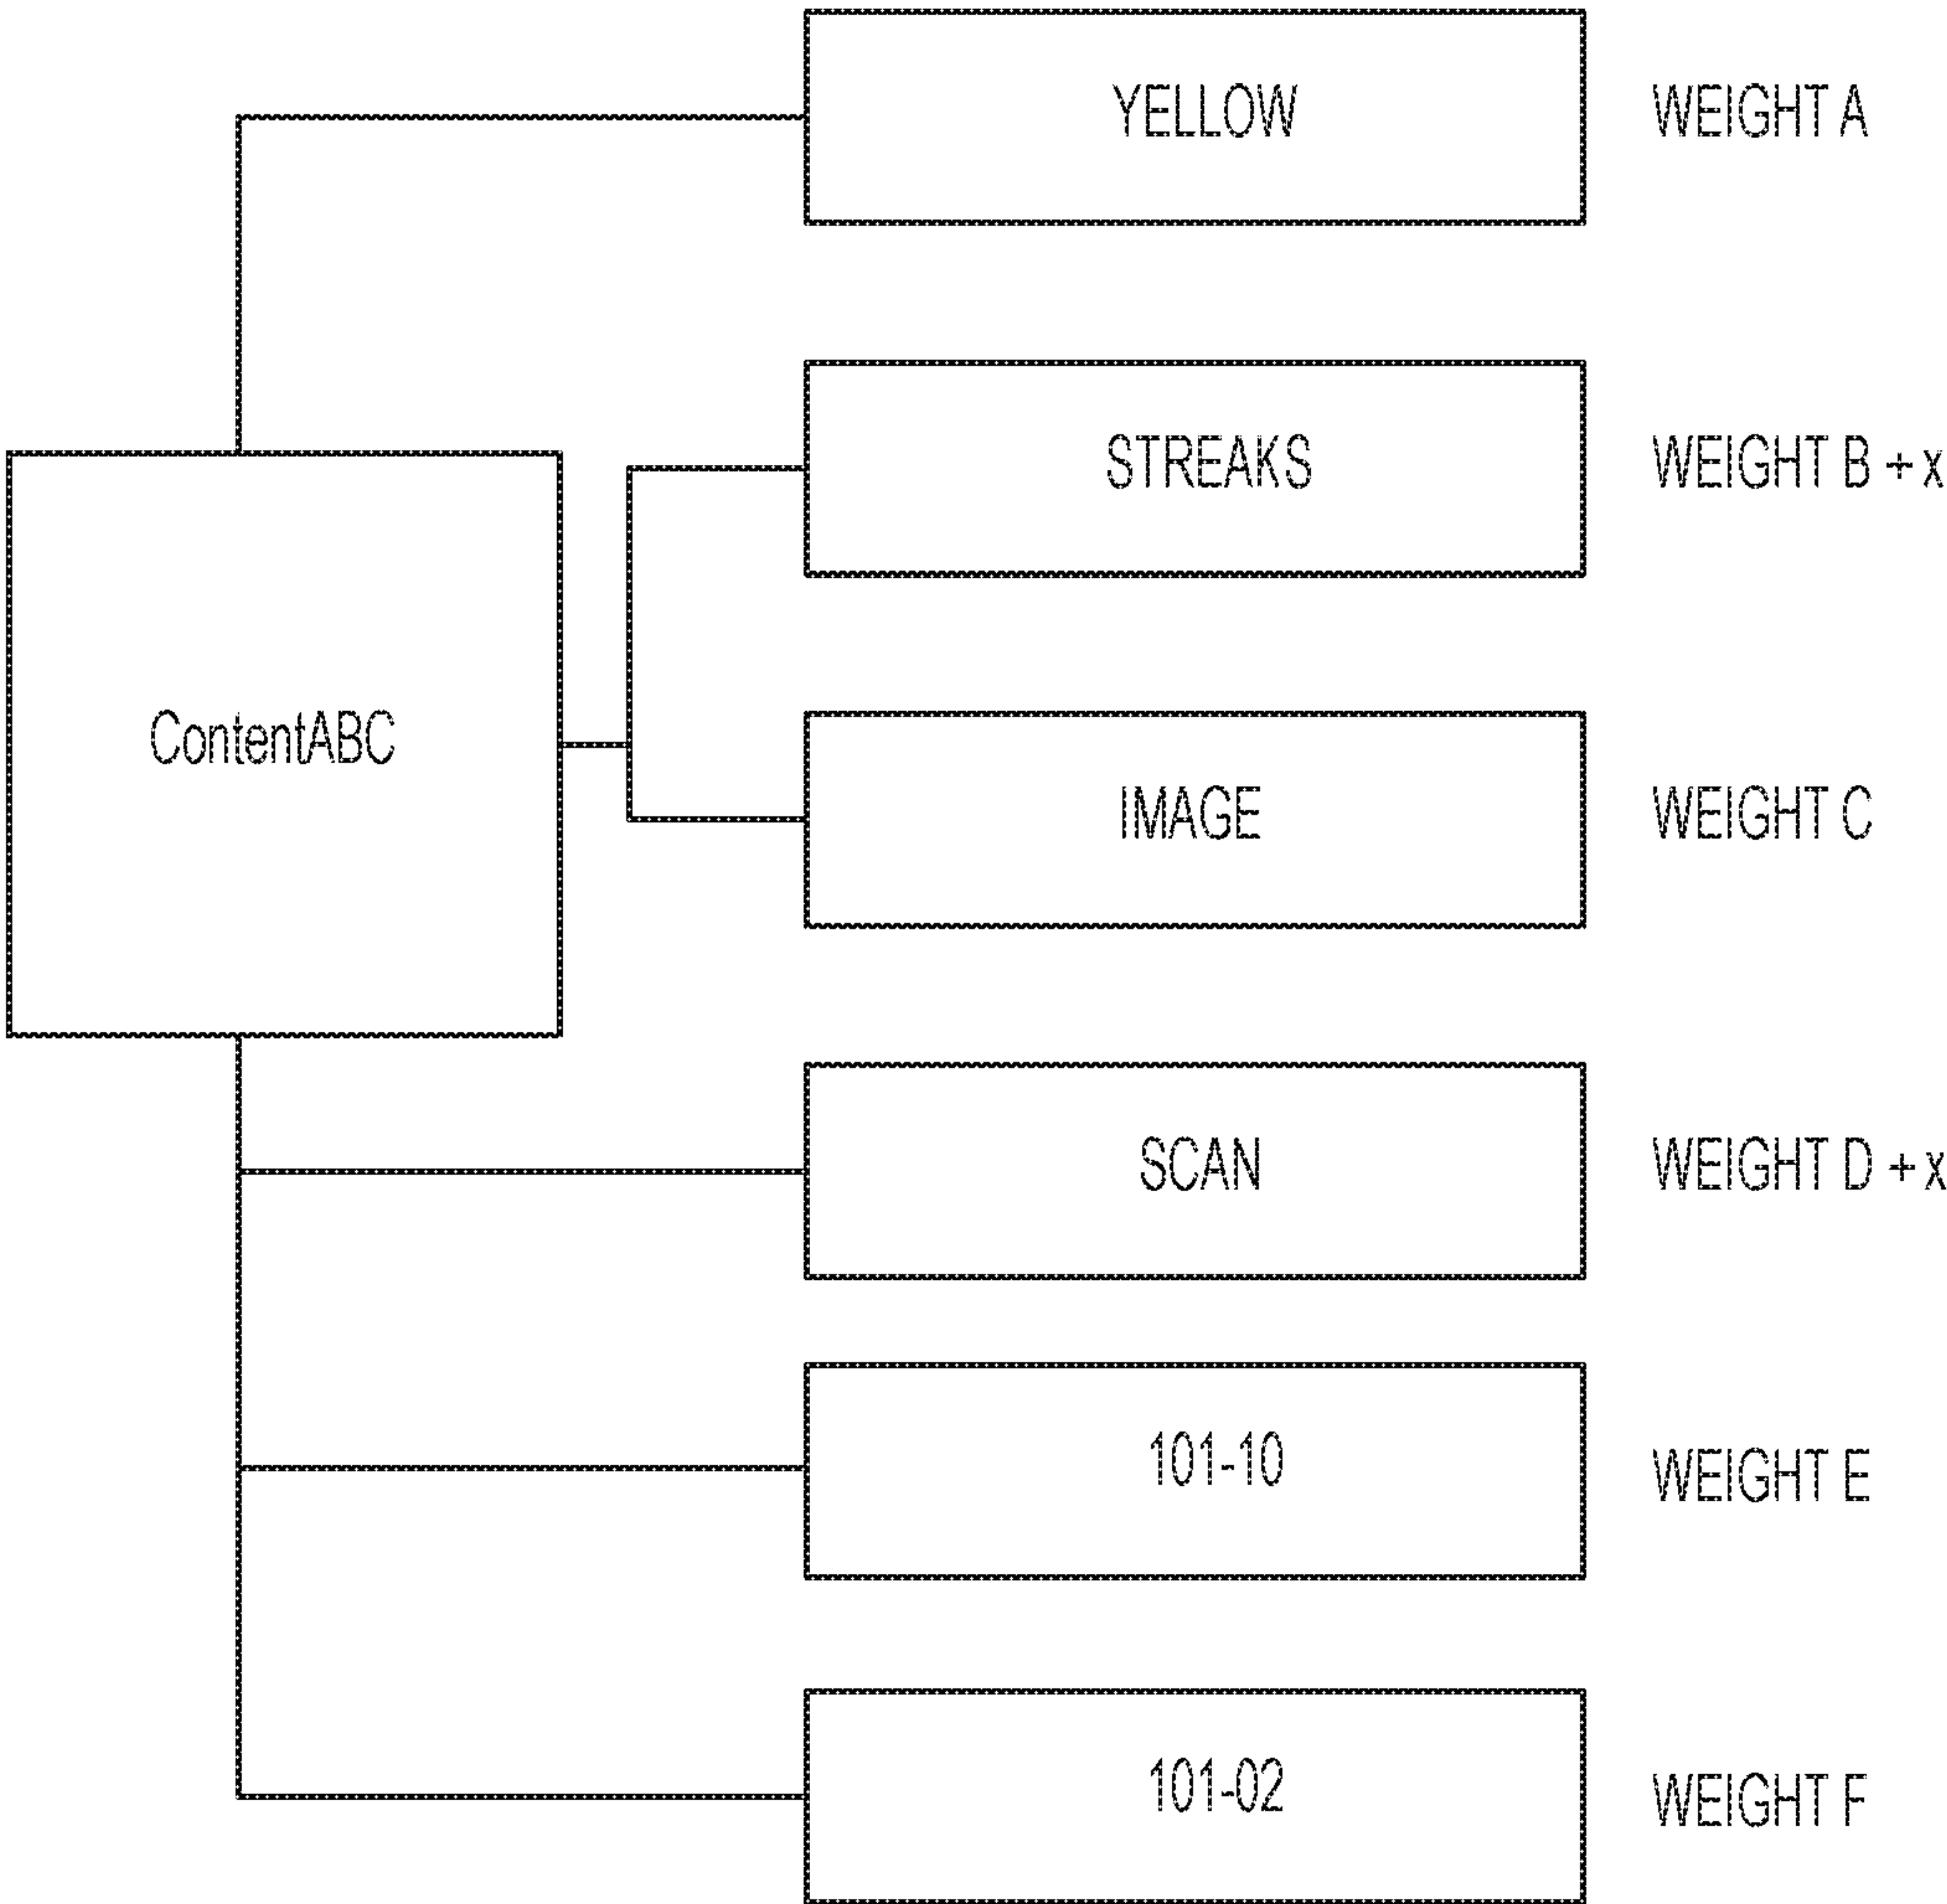 YELLOW WEIGHT A
STREAKS WEIGHT B + x
ContentABC
IMAGE WEIGHT C
SCAN WEIGHT D + x
101-10 WEIGHT E
101-02 WEIGHT F